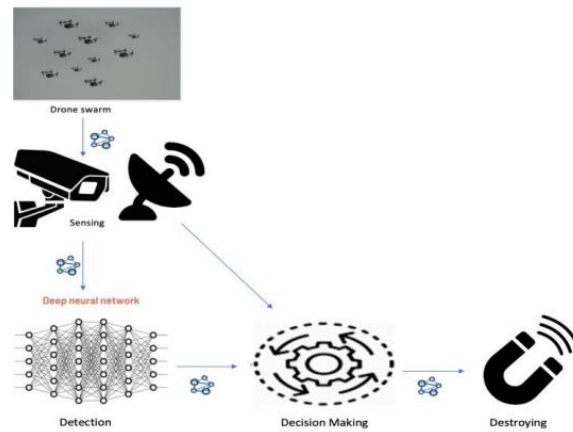 Drone swarm
Sensing
Deep neural network
Detection
Decision Making
Destroying